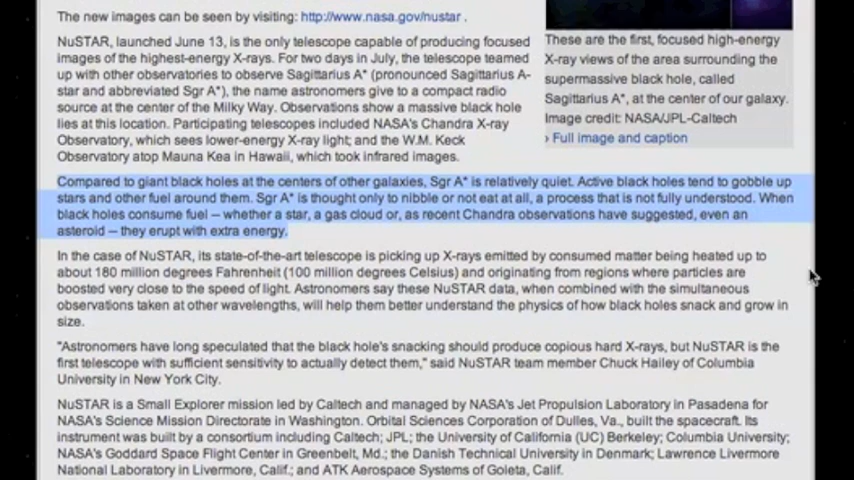 The new images can be seen by visiting: http://www.nasa.gov/nustar .
NuSTAR, launched June 13, is the only telescope capable of producing focused
images of the highest-energy X-rays. For two days in July, the telescope teamed
up with other observatories to observe Sagittarius A* (pronounced Sagittarius A-
star and abbreviated Sgr A*), the name astronomers give to a compact radio
source at the center of the Milky Way. Observations show a massive black hole
lies at this location. Participating telescopes included NASA's Chandra X-ray
Observatory, which sees lower-energy X-ray light; and the W.M. Keck
Observatory atop Mauna Kea in Hawaii, which took infrared images.
These are the first, focused high-energy
X-ray views of the area surrounding the
supermassive black hole, called
Sagittarius A*, at the center of our galaxy.
Image credit: NASA/JPL-Caltech
› Full image and caption
Compared to giant black holes at the centers of other galaxies, Sgr A* is relatively quiet. Active black holes tend to gobble up
stars and other fuel around them. Sgr A* is thought only to nibble or not eat at all, a process that is not fully understood. When
black holes consume fuel -- whether a star, a gas cloud or, as recent Chandra observations have suggested, even an
asteroid -- they erupt with extra energy.
In the case of NuSTAR, its state-of-the-art telescope is picking up X-rays emitted by consumed matter being heated up to
about 180 million degrees Fahrenheit (100 million degrees Celsius) and originating from regions where particles are
boosted very close to the speed of light. Astronomers say these NuSTAR data, when combined with the simultaneous
observations taken at other wavelengths, will help them better understand the physics of how black holes snack and grow in
size.
"Astronomers have long speculated that the black hole's snacking should produce copious hard X-rays, but NuSTAR is the
first telescope with sufficient sensitivity to actually detect them," said NuSTAR team member Chuck Hailey of Columbia
University in New York City.
NuSTAR is a Small Explorer mission led by Caltech and managed by NASA's Jet Propulsion Laboratory in Pasadena for
NASA's Science Mission Directorate in Washington. Orbital Sciences Corporation of Dulles, Va., built the spacecraft. Its
instrument was built by a consortium including Caltech; JPL; the University of California (UC) Berkeley; Columbia University;
NASA's Goddard Space Flight Center in Greenbelt, Md.; the Danish Technical University in Denmark; Lawrence Livermore
National Laboratory in Livermore, Calif.; and ATK Aerospace Systems of Goleta, Calif.